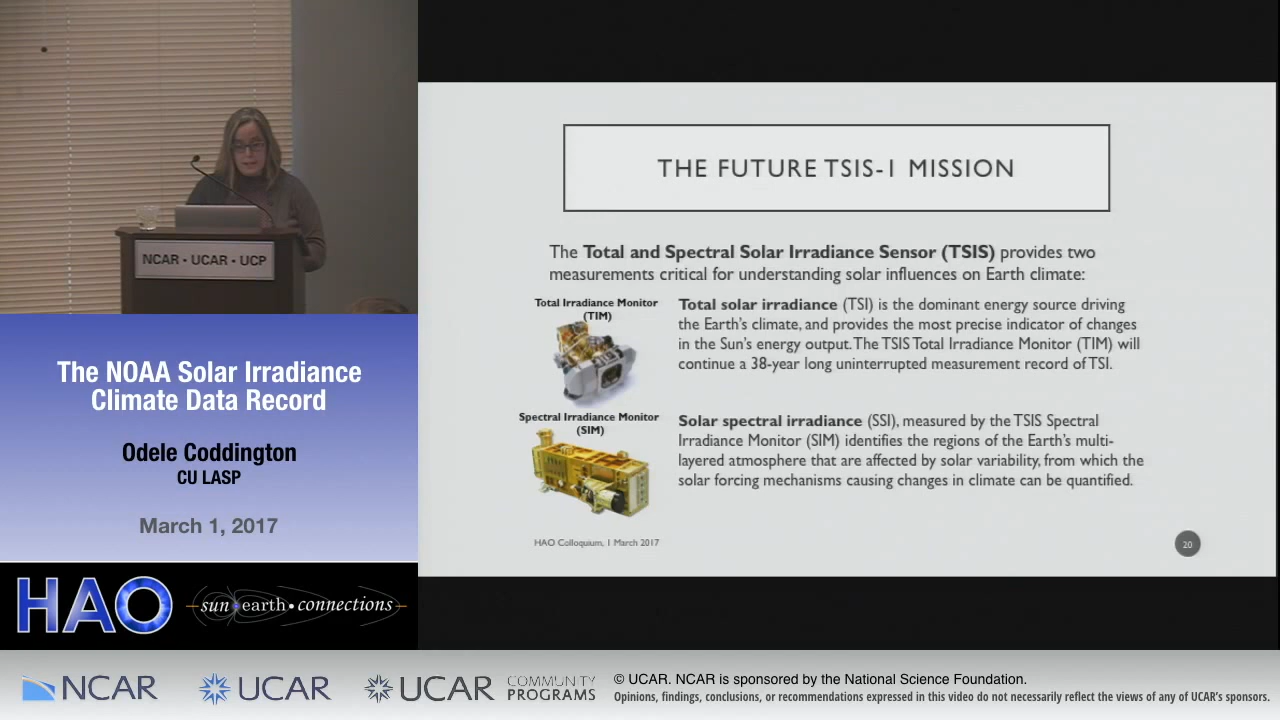 NCAR • UCAR • UCP
The NOAA Solar Irradiance
Climate Data Record
Odele Coddington
CU LASP
March 1, 2017
HAO
sun•earth•connections
THE FUTURE TSIS-1 MISSION
The Total and Spectral Solar Irradiance Sensor (TSIS) provides two
measurements critical for understanding solar influences on Earth climate:
Total Irradiance Monitor
(TIM)
Total solar irradiance (TSI) is the dominant energy source driving
the Earth's climate, and provides the most precise indicator of changes
in the Sun's energy output. The TSIS Total Irradiance Monitor (TIM) will
continue a 38-year long uninterrupted measurement record of TSI.
Spectral Irradiance Monitor
(SIM)
Solar spectral irradiance (SSI), measured by the TSIS Spectral
Irradiance Monitor (SIM) identifies the regions of the Earth's multi-
layered atmosphere that are affected by solar variability, from which the
solar forcing mechanisms causing changes in climate can be quantified.
HAO Colloquium, 1 March 2017
20
NCAR
UCAR
UCAR COMMUNITY
PROGRAMS
© UCAR. NCAR is sponsored by the National Science Foundation.
Opinions, findings, conclusions, or recommendations expressed in this video do not necessarily reflect the views of any of UCAR's sponsors.